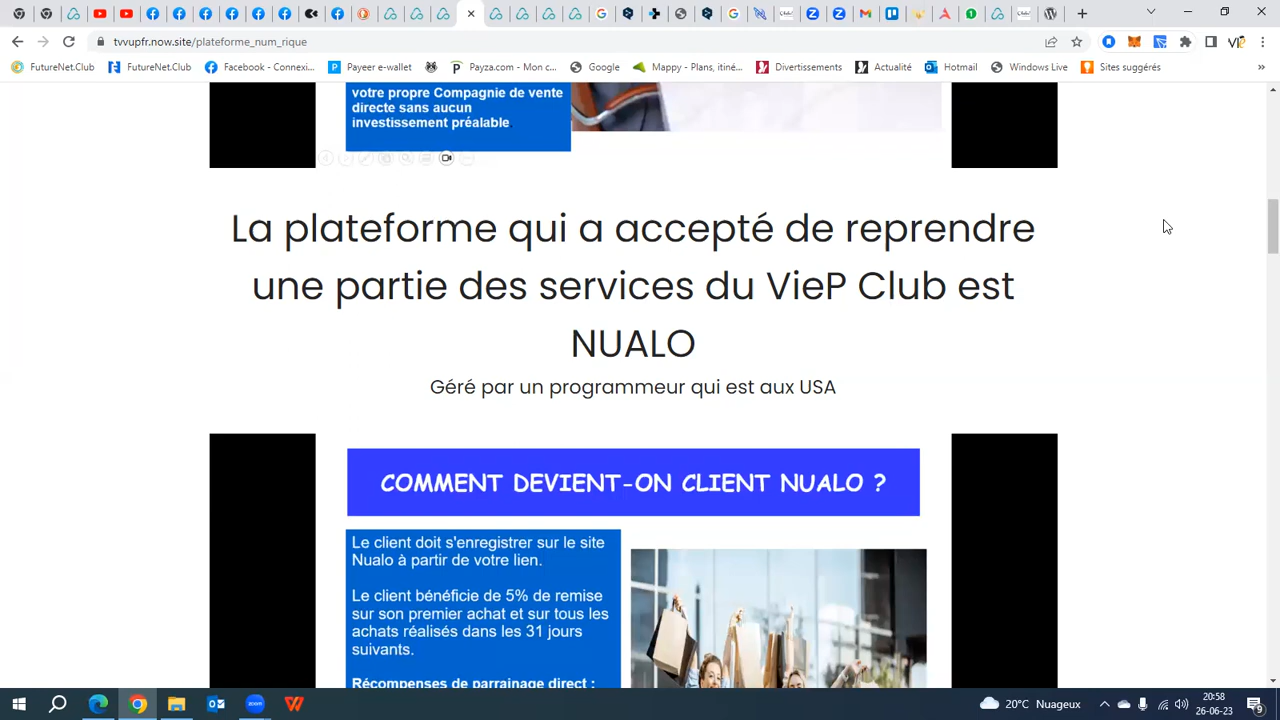 tvvupfr.now.site/plateforme_num_rique
FutureNet.Club
FutureNet.Club
Facebook - Connexi...
Payeer e-wallet
Payza.com - Mon c...
Google
Mappy - Plans, itiné...
Divertissements
Actualité
Hotmail
Windows Live
Sites suggérés
votre propre Compagnie de vente
directe sans aucun
investissement préalable.
La plateforme qui a accepté de reprendre
une partie des services du VieP Club est
NUALO
Géré par un programmeur qui est aux USA
COMMENT DEVIENT-ON CLIENT NUALO ?
Le client doit s'enregistrer sur le site
Nualo à partir de votre lien.
Le client bénéficie de 5% de remise
sur son premier achat et sur tous les
achats réalisés dans les 31 jours
suivants.
Récompenses de parrainage direct :
20°C Nuageux
20:58
26-06-23